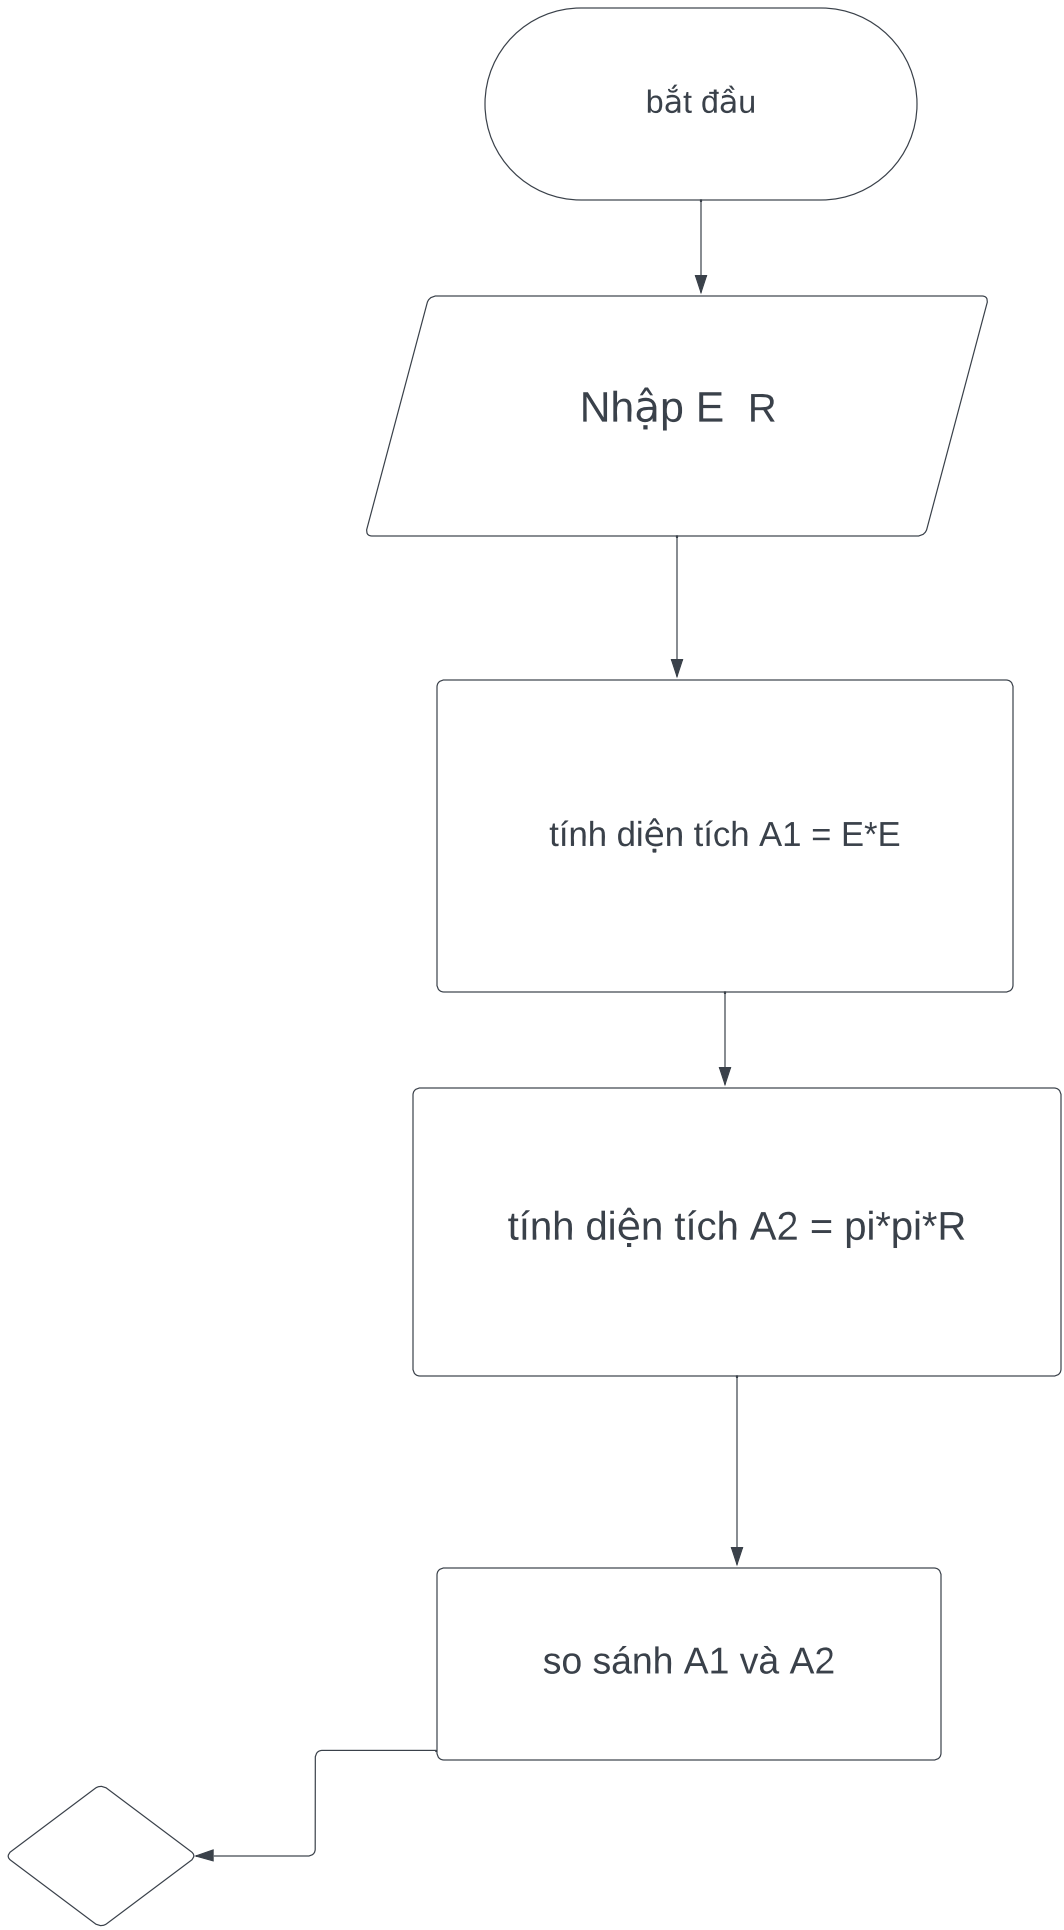 bắt đầu
Nhập E  R
tính diện tích A1 = E*E
tính diện tích A2 = pi*pi*R
so sánh A1 và A2